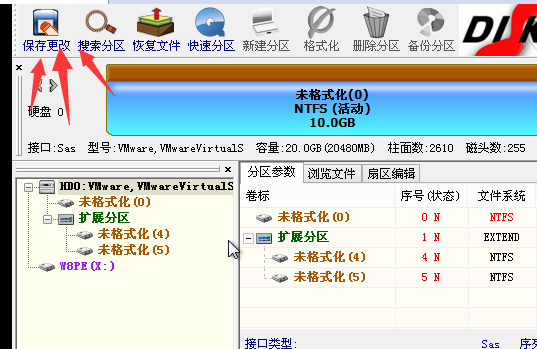 保存更改 搜索分区 恢复文件 快速分区 新建分区 格式化 删除分区 备份分区
DISK
硬盘 0
未格式化(0)
NTFS (活动)
10.0GB
接口:Sas 型号:VMware,VMwareVirtualS 容量:20.0GB(20480MB) 柱面数:2610 磁头数:255
HD0:VMware,VMwareVirtualS
未格式化(0)
扩展分区
未格式化(4)
未格式化(5)
W8PE(X:)
分区参数 浏览文件 扇区编辑
卷标 序号(状态) 文件系统
未格式化(0) 0 N NTFS
扩展分区 1 N EXTEND
未格式化(4) 4 N NTFS
未格式化(5) 5 N NTFS
接口类型: Sas 序列